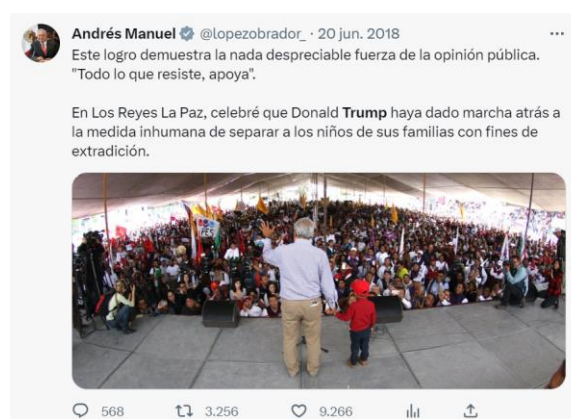 Andrés Manuel @lopezobrador_ · 20 jun. 2018
Este logro demuestra la nada despreciable fuerza de la opinión pública.
"Todo lo que resiste, apoya".
En Los Reyes La Paz, celebré que Donald Trump haya dado marcha atrás a
la medida inhumana de separar a los niños de sus familias con fines de
extradición.
568 3.256 9.266